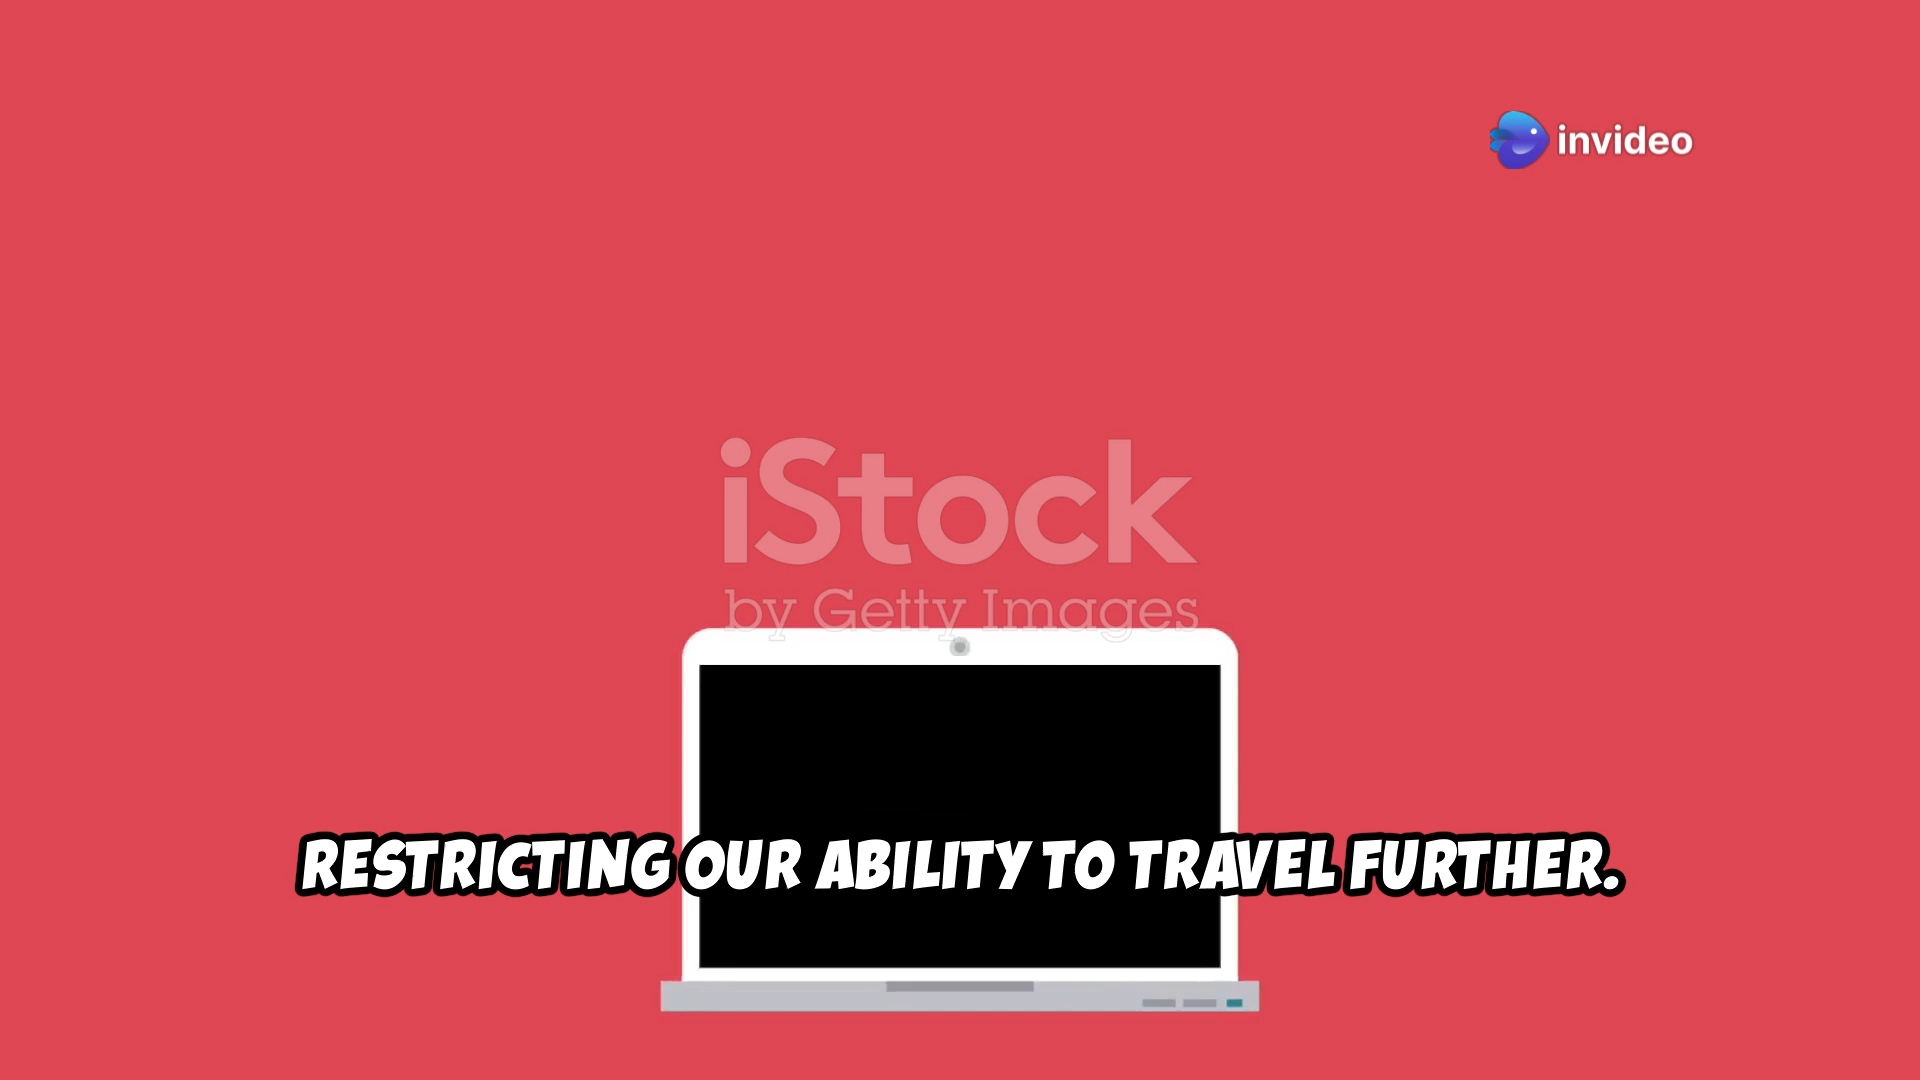 invideo
iStock
by Getty Images
RESTRICTING OUR ABILITY TO TRAVEL FURTHER.